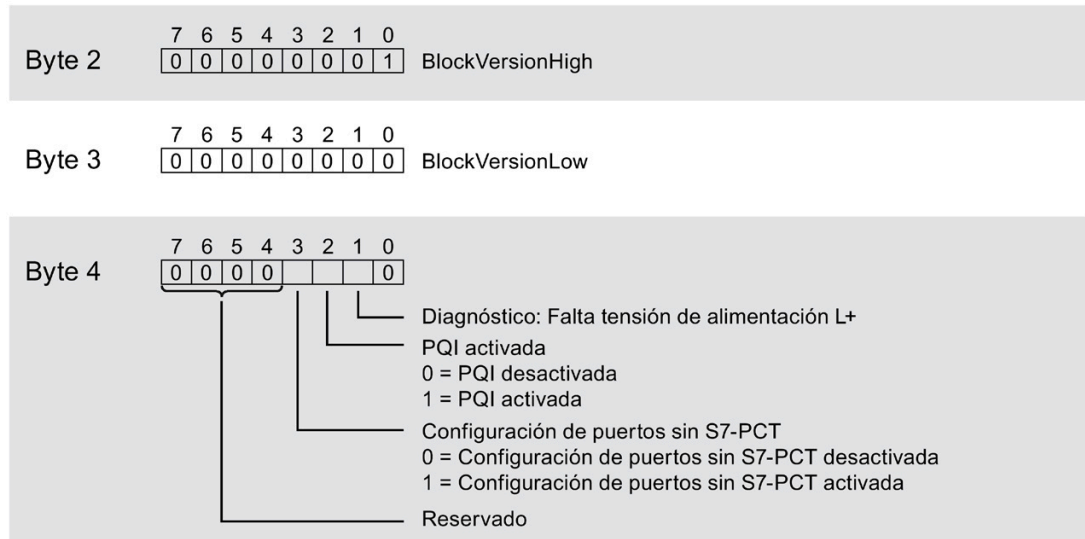 7 6 5 4 3 2 1 0
Byte 2 0 0 0 0 0 0 0 1 BlockVersionHigh
7 6 5 4 3 2 1 0
Byte 3 0 0 0 0 0 0 0 0 BlockVersionLow
7 6 5 4 3 2 1 0
Byte 4 0 0 0 0 0
Diagnóstico: Falta tensión de alimentación L+
PQI activada
0 = PQI desactivada
1 = PQI activada
Configuración de puertos sin S7-PCT
0 = Configuración de puertos sin S7-PCT desactivada
1 = Configuración de puertos sin S7-PCT activada
Reservado